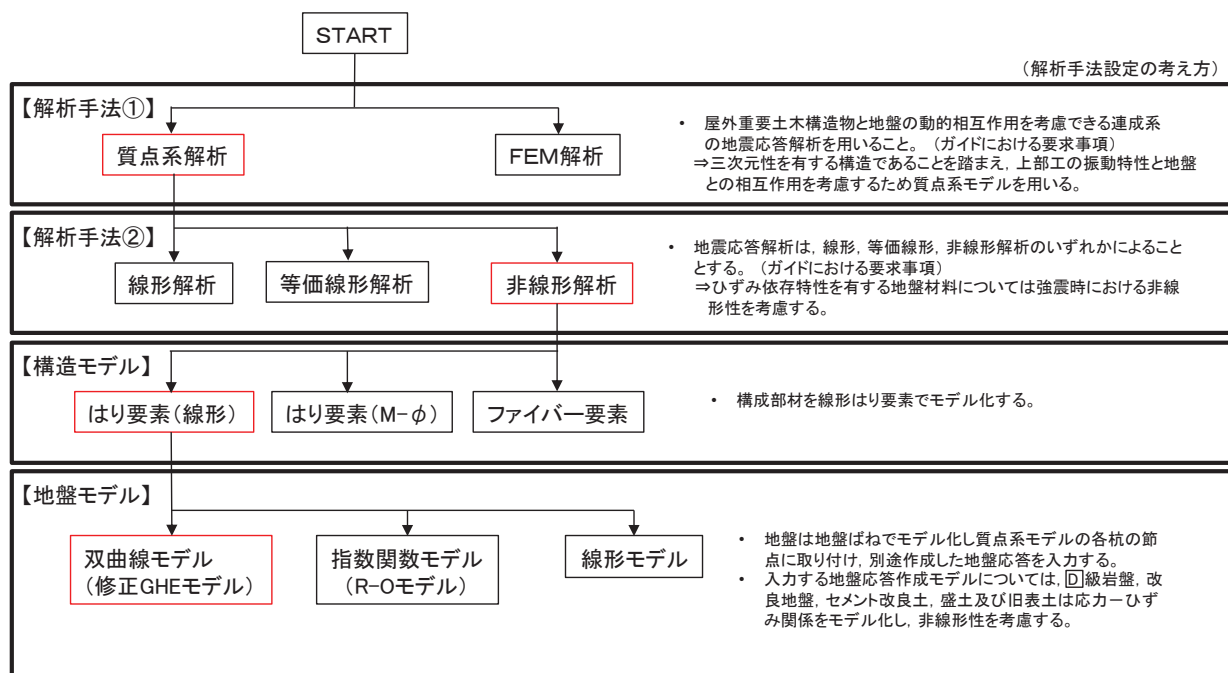 START
（解析手法設定の考え方）
【解析手法①】
質点系解析
FEM解析
・ 屋外重要土木構造物と地盤の動的相互作用を考慮できる連成系
の地震応答解析を用いること。（ガイドにおける要求事項）
⇒三次元性を有する構造であることを踏まえ，上部工の振動特性と地盤
との相互作用を考慮するため質点系モデルを用いる。
【解析手法②】
線形解析
等価線形解析
非線形解析
・ 地震応答解析は，線形，等価線形，非線形解析のいずれかによること
とする。（ガイドにおける要求事項）
⇒ひずみ依存特性を有する地盤材料については強震時における非線
形性を考慮する。
【構造モデル】
はり要素（線形）
はり要素（M-φ）
ファイバー要素
・ 構成部材を線形はり要素でモデル化する。
【地盤モデル】
双曲線モデル
（修正GHEモデル）
指数関数モデル
（R-Oモデル）
線形モデル
・ 地盤は地盤ばねでモデル化し質点系モデルの各杭の節
点に取り付け，別途作成した地盤応答を入力する。
・ 入力する地盤応答作成モデルについては，D級岩盤，改
良地盤，セメント改良土，盛土及び旧表土は応力－ひず
み関係をモデル化し，非線形性を考慮する。